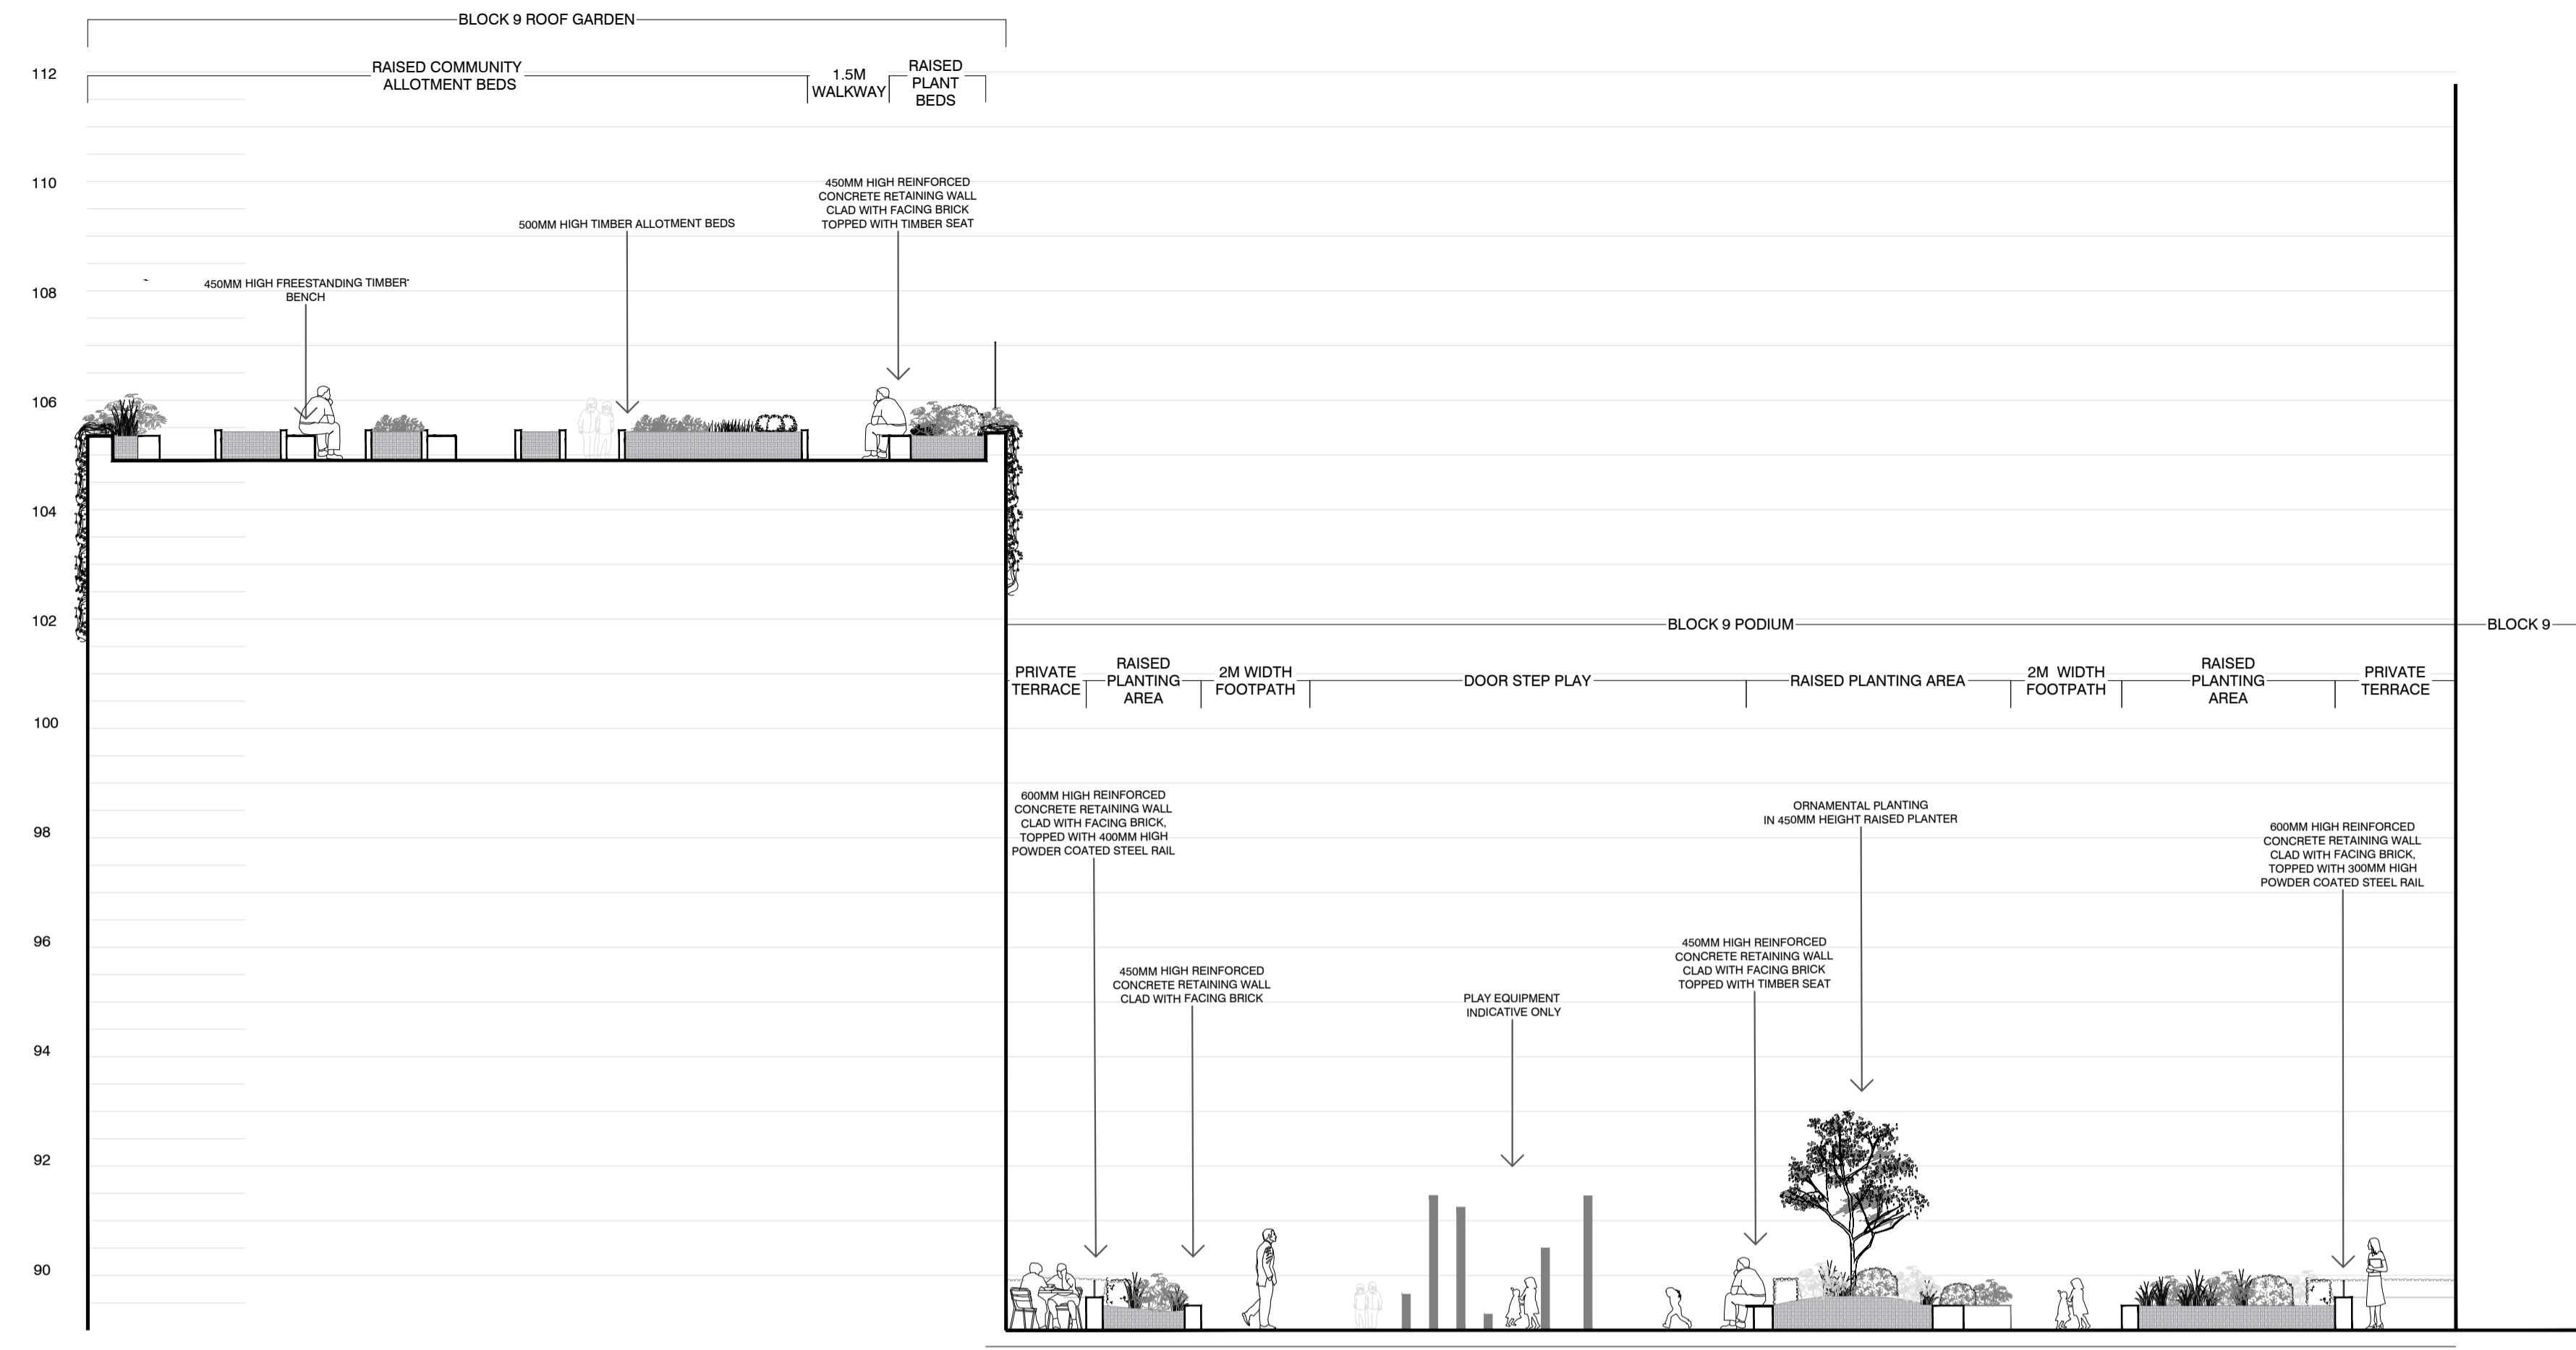 BLOCK 9 ROOF GARDEN
RAISED COMMUNITY
ALLOTMENT BEDS
1.5M
WALKWAY
RAISED
PLANT
BEDS
112
110
108
106
104
102
100
98
96
94
92
90
450MM HIGH FREESTANDING TIMBER
BENCH
500MM HIGH TIMBER ALLOTMENT BEDS
450MM HIGH REINFORCED
CONCRETE RETAINING WALL
CLAD WITH FACING BRICK
TOPPED WITH TIMBER SEAT
BLOCK 9 PODIUM
BLOCK 9
PRIVATE
TERRACE
RAISED
PLANTING
AREA
2M WIDTH
FOOTPATH
DOOR STEP PLAY
RAISED PLANTING AREA
2M WIDTH
FOOTPATH
RAISED
PLANTING
AREA
PRIVATE
TERRACE
600MM HIGH REINFORCED
CONCRETE RETAINING WALL
CLAD WITH FACING BRICK,
TOPPED WITH 400MM HIGH
POWDER COATED STEEL RAIL
450MM HIGH REINFORCED
CONCRETE RETAINING WALL
CLAD WITH FACING BRICK
PLAY EQUIPMENT
INDICATIVE ONLY
450MM HIGH REINFORCED
CONCRETE RETAINING WALL
CLAD WITH FACING BRICK
TOPPED WITH TIMBER SEAT
ORNAMENTAL PLANTING
IN 450MM HEIGHT RAISED PLANTER
600MM HIGH REINFORCED
CONCRETE RETAINING WALL
CLAD WITH FACING BRICK,
TOPPED WITH 300MM HIGH
POWDER COATED STEEL RAIL